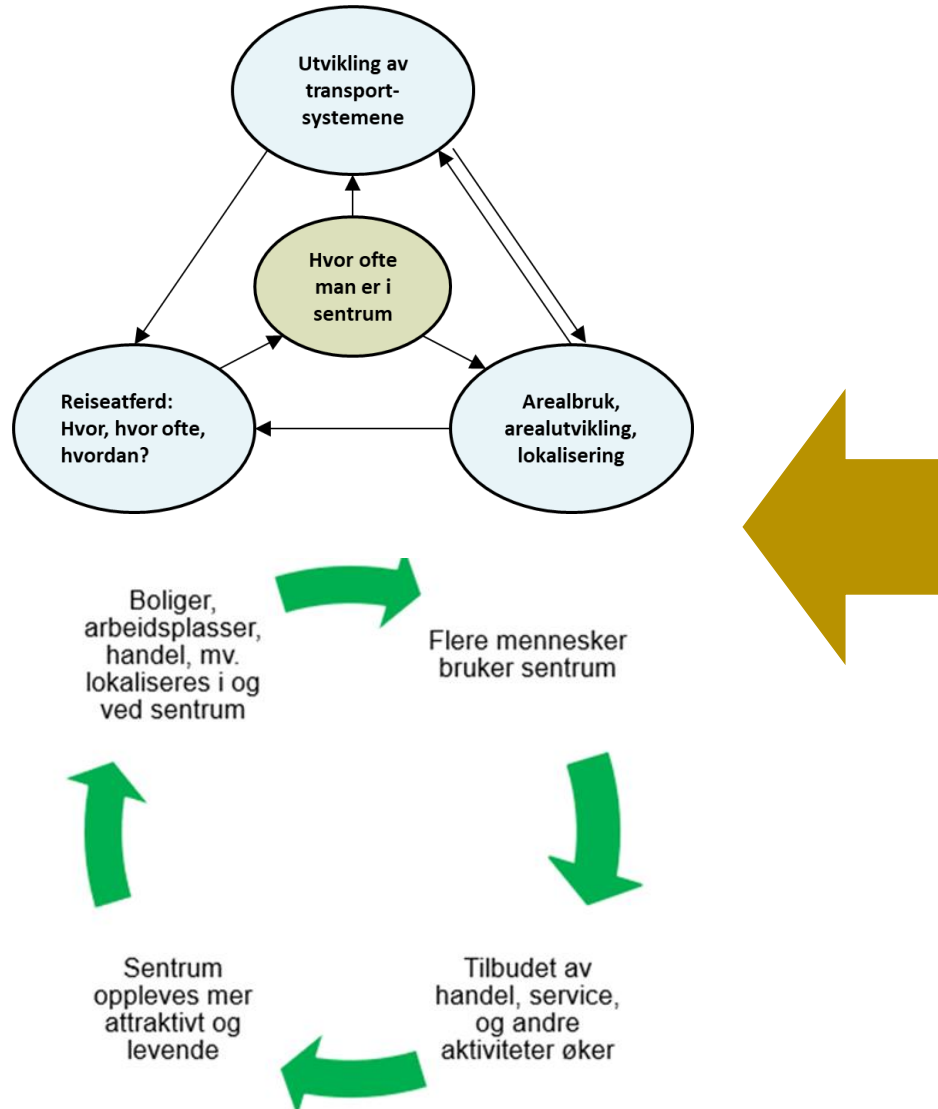 Utvikling av
transport-
systemene
Hvor ofte
man er i
sentrum
Reiseatferd:
Hvor, hvor ofte,
hvordan?
Arealbruk,
arealutvikling,
lokalisering
Boliger,
arbeidsplasser,
handel, mv.
lokaliseres i og
ved sentrum
Flere mennesker
bruker sentrum
Tilbudet av
handel, service,
og andre
aktiviteter øker
Sentrum
oppleves mer
attraktivt og
levende